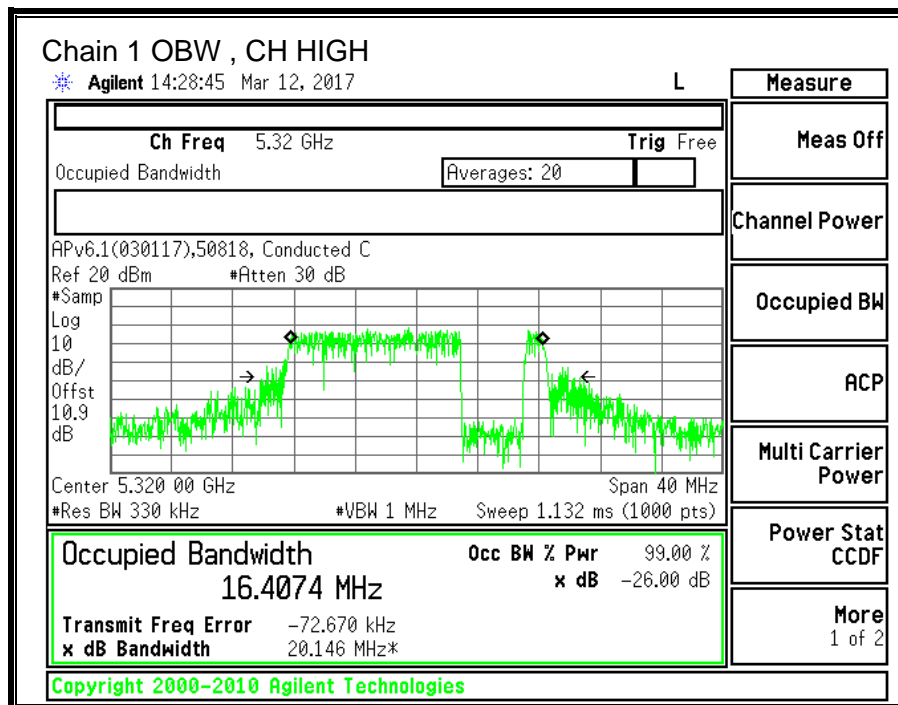 Chain 1 OBW , CH HIGH
Agilent 14:28:45 Mar 12, 2017 L Measure
Ch Freq 5.32 GHz Trig Free Meas Off
Occupied Bandwidth Averages: 20
Channel Power
APv6.1(030117),50818, Conducted C
Ref 20 dBm #Atten 30 dB
#Samp Occupied BW
Log
10
dB/ ACP
Offst
10.9
dB
Multi Carrier
Power
Center 5.320 00 GHz Span 40 MHz
#Res BW 330 kHz #VBW 1 MHz Sweep 1.132 ms (1000 pts)
Power Stat
CCDF
Occupied Bandwidth Occ BW % Pwr 99.00 %
16.4074 MHz x dB -26.00 dB
More
1 of 2
Transmit Freq Error -72.670 kHz
x dB Bandwidth 20.146 MHz*
Copyright 2000-2010 Agilent Technologies